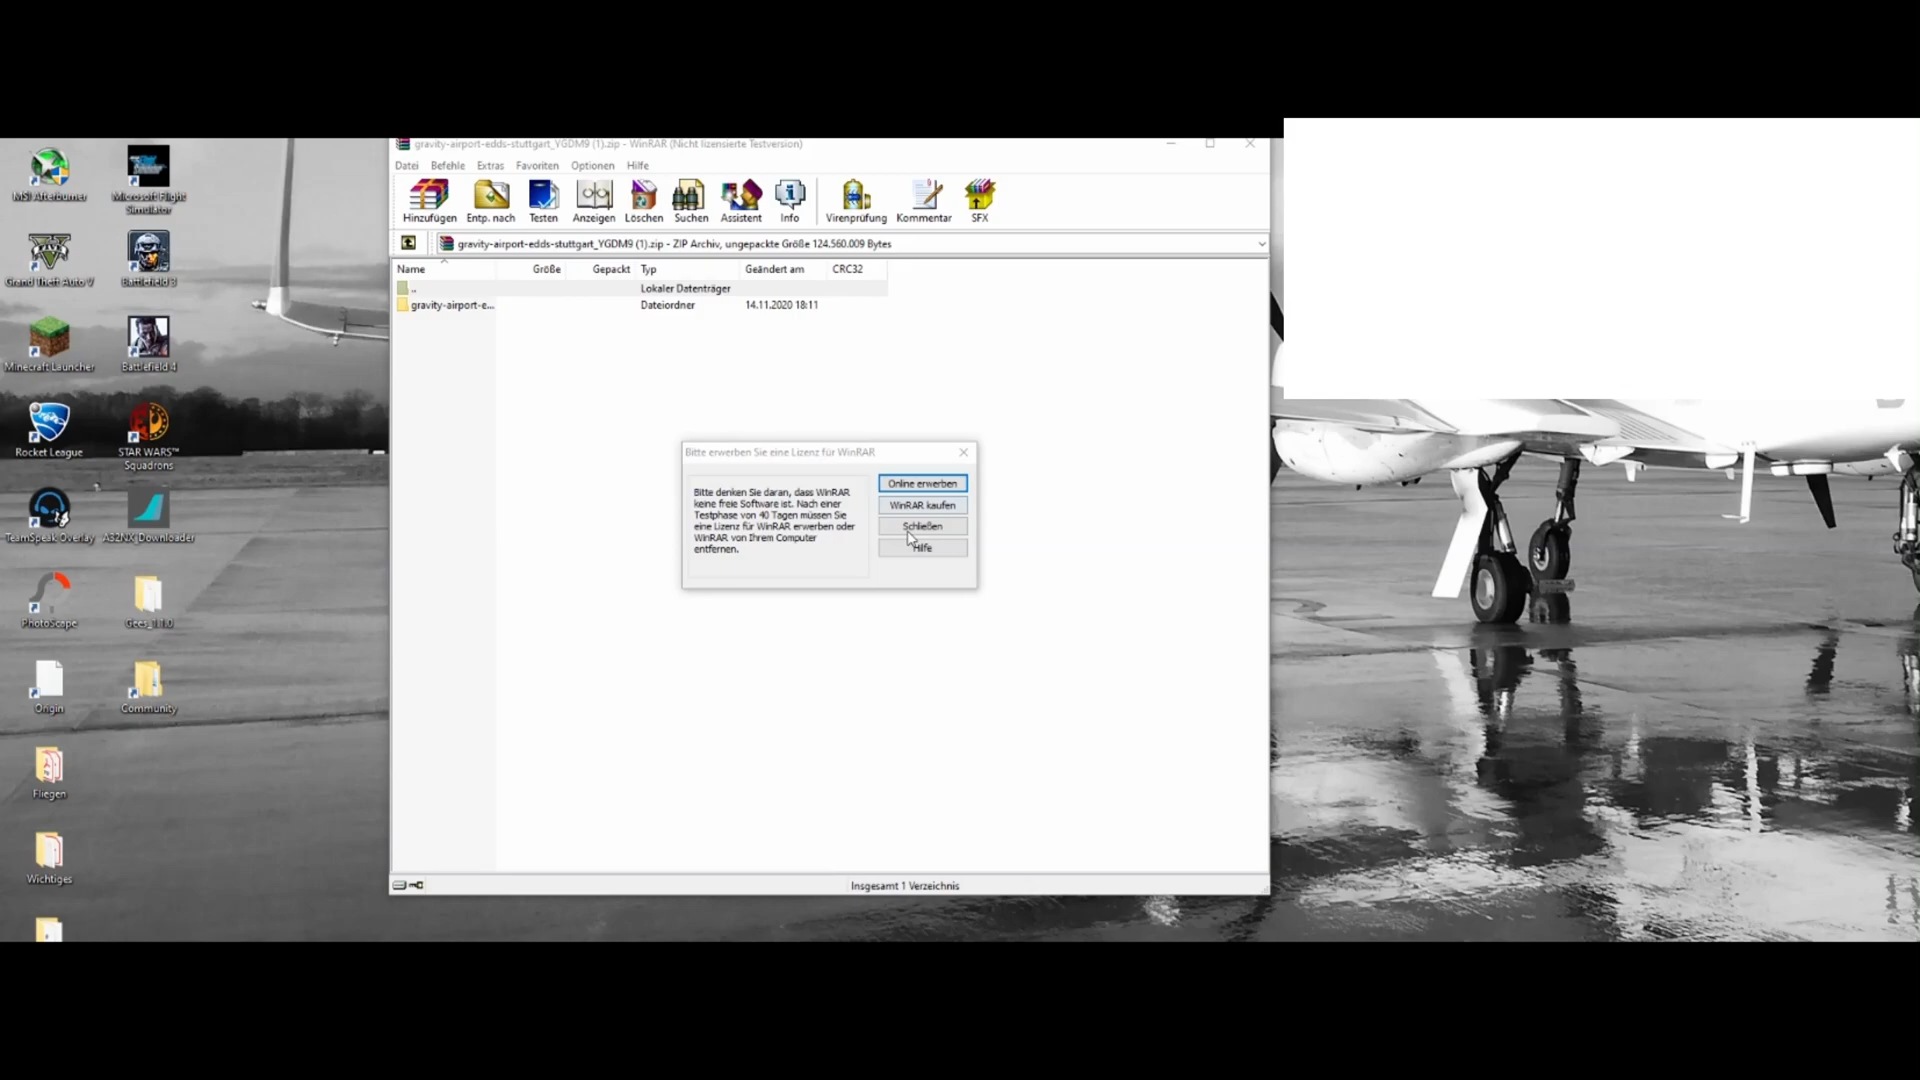 gravity-airport-edds-stuttgart_YGDM9 (1).zip - WinRAR (Nicht lizensierte Testversion)
Datei Befehle Extras Favoriten Optionen Hilfe
Hinzufügen Entp. nach Testen Anzeigen Löschen Suchen Assistent Info Virenprüfung Kommentar SFX
gravity-airport-edds-stuttgart_YGDM9 (1).zip - ZIP Archiv, ungepackte Größe 124.560.009 Bytes
Name Größe Gepackt Typ Geändert am CRC32
.. Lokaler Datenträger
gravity-airport-e... Dateiordner 14.11.2020 18:11
Bitte erwerben Sie eine Lizenz für WinRAR
Bitte denken Sie daran, dass WinRAR
keine freie Software ist. Nach einer
Testphase von 40 Tagen müssen Sie
eine Lizenz für WinRAR erwerben oder
WinRAR von Ihrem Computer
entfernen.
Online erwerben
WinRAR kaufen
Schließen
Hilfe
Insgesamt 1 Verzeichnis
MSI Afterburner
Microsoft Flight
Simulator
Grand Theft Auto V
Battlefield 3
Minecraft Launcher
Battlefield 4
Rocket League
STAR WARS™
Squadrons
TeamSpeak Overlay
A32NX_Downloader
PhotoScape
Gees_1.1.0
Origin
Community
Fliegen
Wichtiges